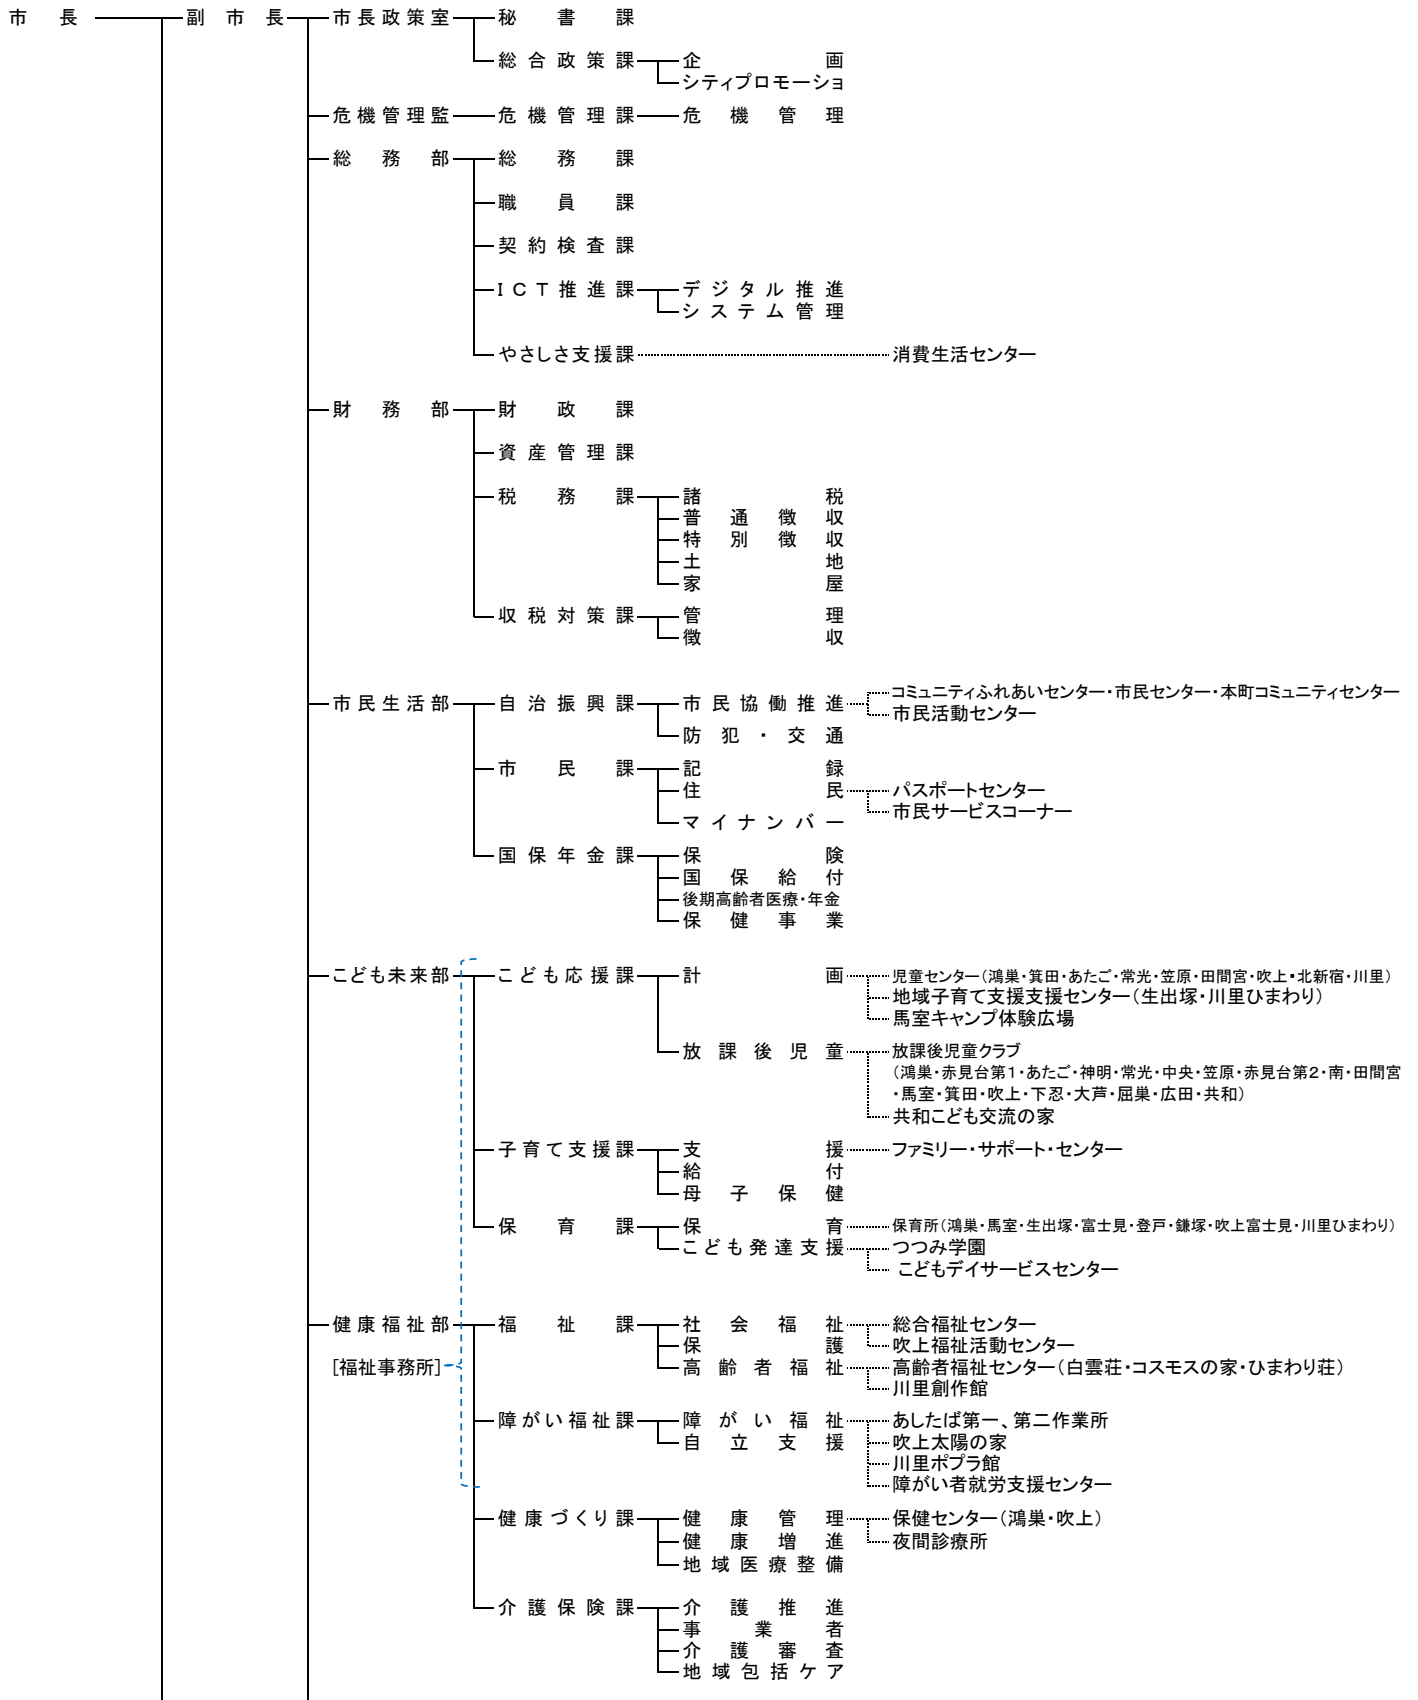 市長 副市長 市長政策室 秘書課
総合政策課 企画
シティプロモーショ
危機管理監 危機管理課 危機管理
総務部 総務課
職員課
契約検査課
ICT推進課 デジタル推進
システム管理
やさしさ支援課 消費生活センター
財務部 財政課
資産管理課
税務課 諸税
普通徴収
特別徴収
土地
家屋
収税対策課 管理
徴収
コミュニティふれあいセンター・市民センター・本町コミュニティセンター
市民生活部 自治振興課 市民協働推進
市民活動センター
防犯・交通
市民課 記録
住民 パスポートセンター
市民サービスコーナー
マイナンバー
国保年金課 保険
国保給付
後期高齢者医療・年金
保健事業
こども未来部 こども応援課 計画 児童センター(鴻巣・箕田・あたご・常光・笠原・田間宮・吹上・北新宿・川里)
地域子育て支援支援センター(生出塚・川里ひまわり)
馬室キャンプ体験広場
放課後児童 放課後児童クラブ
(鴻巣・赤見台第1・あたご・神明・常光・中央・笠原・赤見台第2・南・田間宮
・馬室・箕田・吹上・下忍・大芦・屈巣・広田・共和)
共和こども交流の家
子育て支援課 支援 ファミリー・サポート・センター
給付
母子保健
保育課 保育 保育所(鴻巣・馬室・生出塚・富士見・登戸・鎌塚・吹上富士見・川里ひまわり)
こども発達支援 つつみ学園
こどもデイサービスセンター
健康福祉部 福祉課 社会福祉 総合福祉センター
保護 吹上福祉活動センター
[福祉事務所] 高齢者福祉 高齢者福祉センター(白雲荘・コスモスの家・ひまわり荘)
川里創作館
障がい福祉課 障がい福祉 あしたば第一、第二作業所
自立支援 吹上太陽の家
川里ポプラ館
障がい者就労支援センター
健康づくり課 健康管理 保健センター(鴻巣・吹上)
健康増進 夜間診療所
地域医療整備
介護保険課 介護推進
事業者
介護審査
地域包括ケア